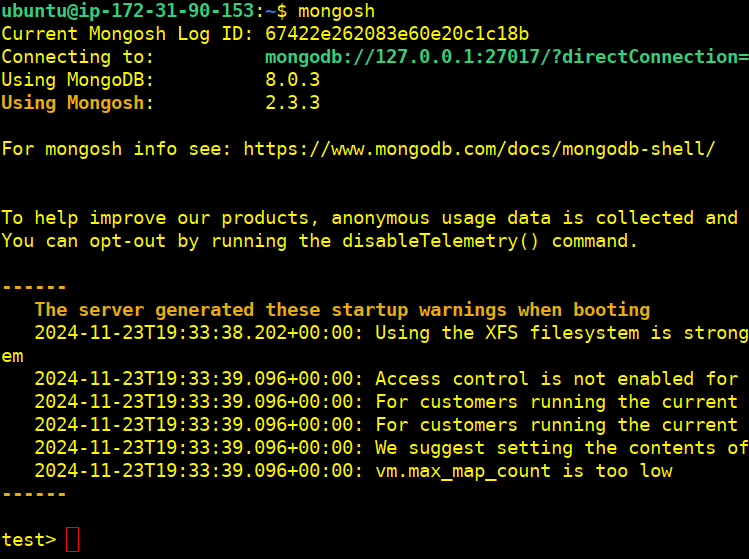 ubuntu@ip-172-31-90-153:~$ mongosh
Current Mongosh Log ID: 67422e262083e60e20c1c18b
Connecting to:          mongodb://127.0.0.1:27017/?directConnection=
Using MongoDB:          8.0.3
Using Mongosh:          2.3.3
For mongosh info see: https://www.mongodb.com/docs/mongodb-shell/
To help improve our products, anonymous usage data is collected and
You can opt-out by running the disableTelemetry() command.
------
   The server generated these startup warnings when booting
   2024-11-23T19:33:38.202+00:00: Using the XFS filesystem is strong
em
   2024-11-23T19:33:39.096+00:00: Access control is not enabled for
   2024-11-23T19:33:39.096+00:00: For customers running the current
   2024-11-23T19:33:39.096+00:00: For customers running the current
   2024-11-23T19:33:39.096+00:00: We suggest setting the contents of
   2024-11-23T19:33:39.096+00:00: vm.max_map_count is too low
------
test>